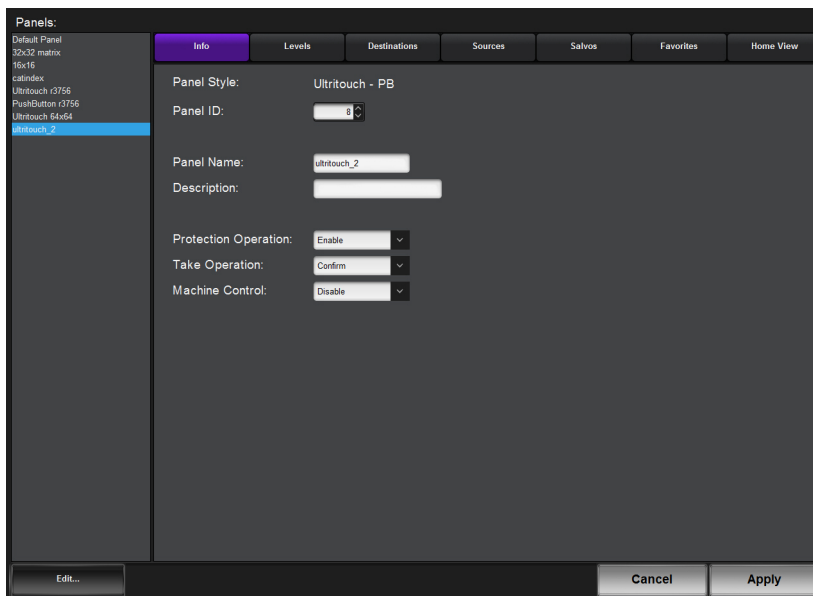 Panels:
Default Panel
32x32 matrix
16x16
catindex
Ultritouch r3756
PushButton r3756
Ultritouch 64x64
ultritouch_2
Info
Levels
Destinations
Sources
Salvos
Favorites
Home View
Panel Style:
Ultritouch - PB
Panel ID:
8
Panel Name:
ultritouch_2
Description:
Protection Operation:
Enable
Take Operation:
Confirm
Machine Control:
Disable
Edit...
Cancel
Apply